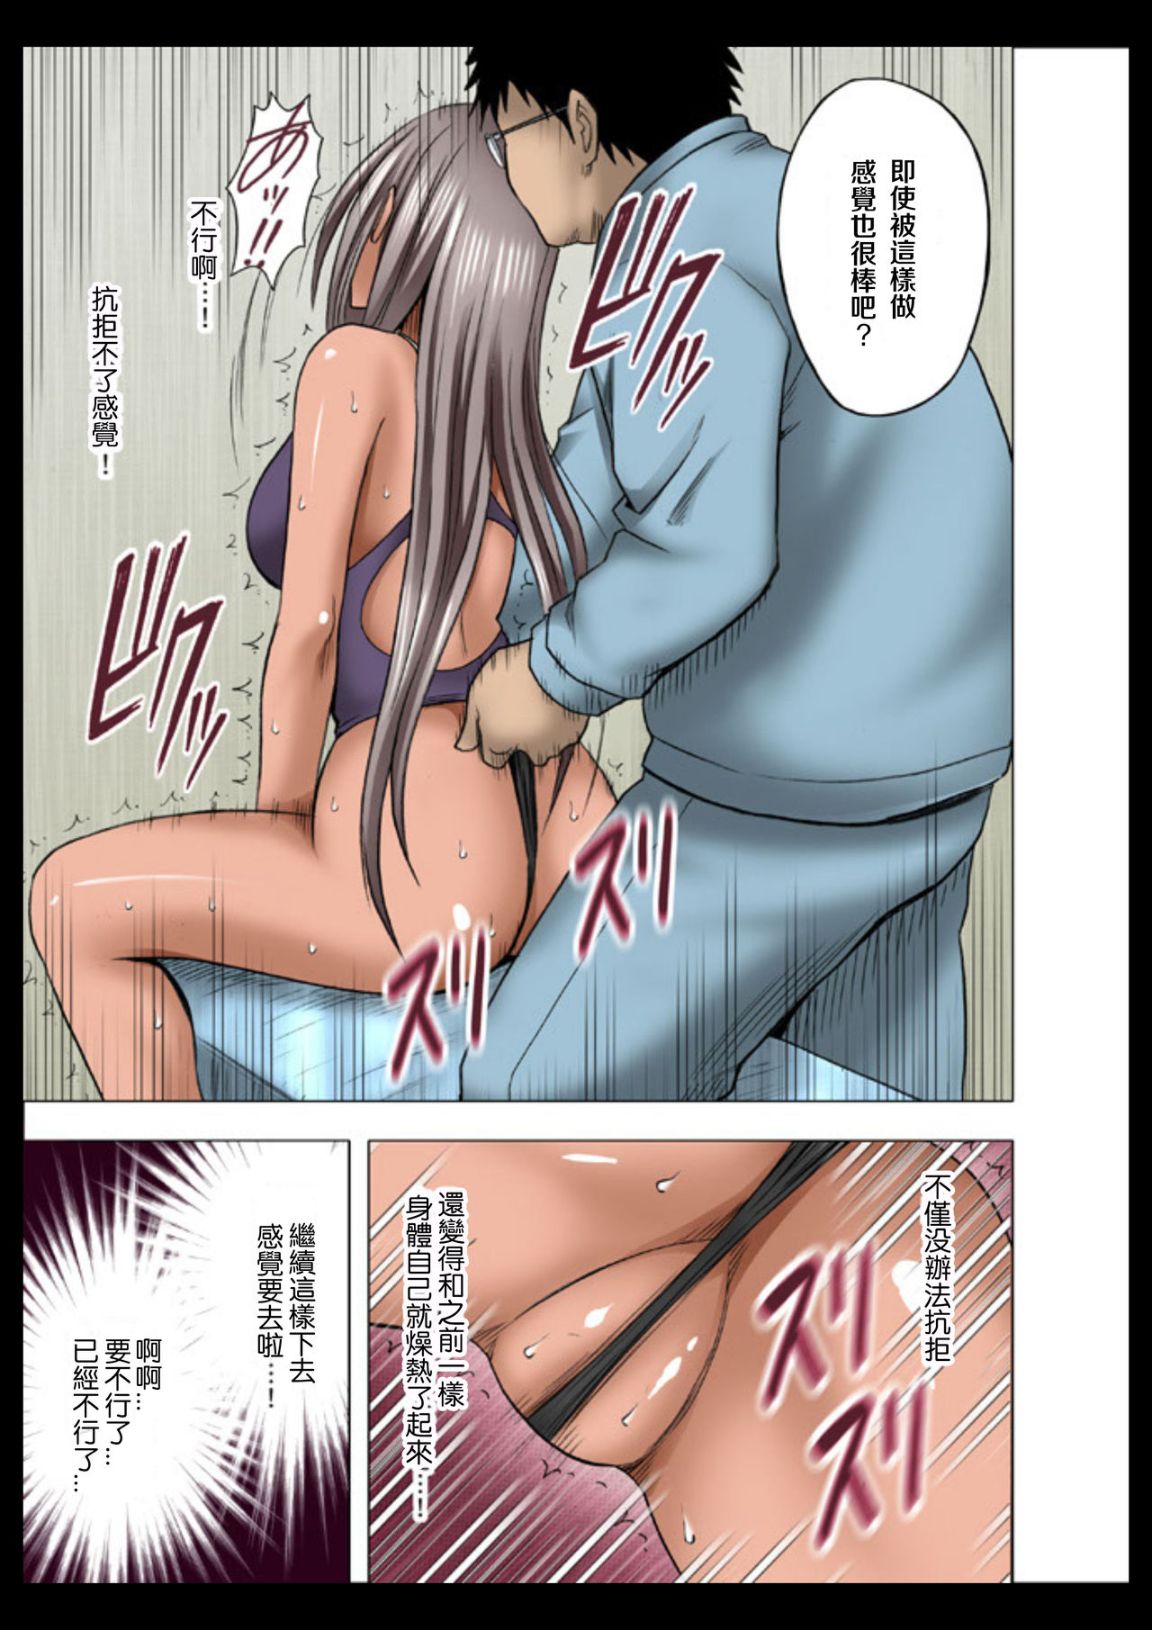 即使被這樣做
感覺也很棒吧？
ビクッ
あッ!!
不行啊…！
抗拒不了感覺！
ビクッ
ズリ
ズリ
不僅没辦法抗拒
ズリ
ズリ
還變得和之前一樣
身體自己就燥熱了起來…！
繼續這樣下去
感覺要去啦…！
啊啊…
要不行了…
已經不行了…